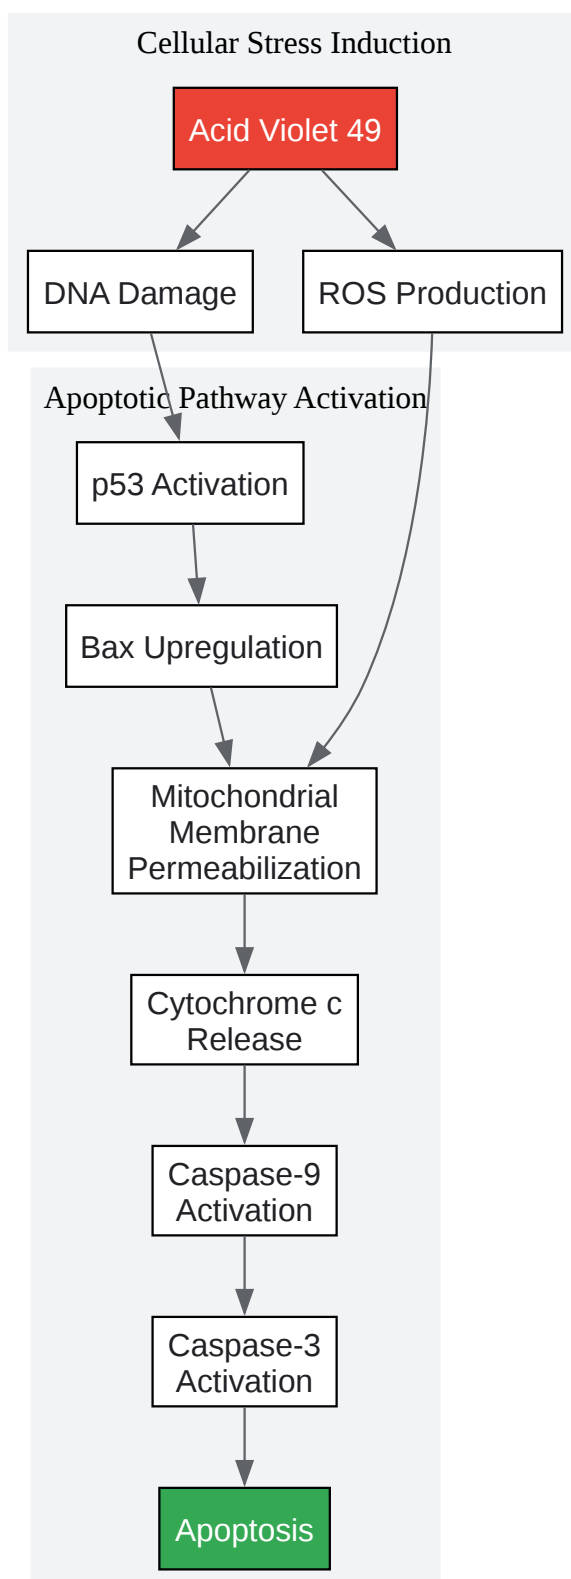 Cellular Stress Induction
Acid Violet 49
DNA Damage
ROS Production
Apoptotic Pathway Activation
p53 Activation
Bax Upregulation
Mitochondrial
Membrane
Permeabilization
Cytochrome c
Release
Caspase-9
Activation
Caspase-3
Activation
Apoptosis